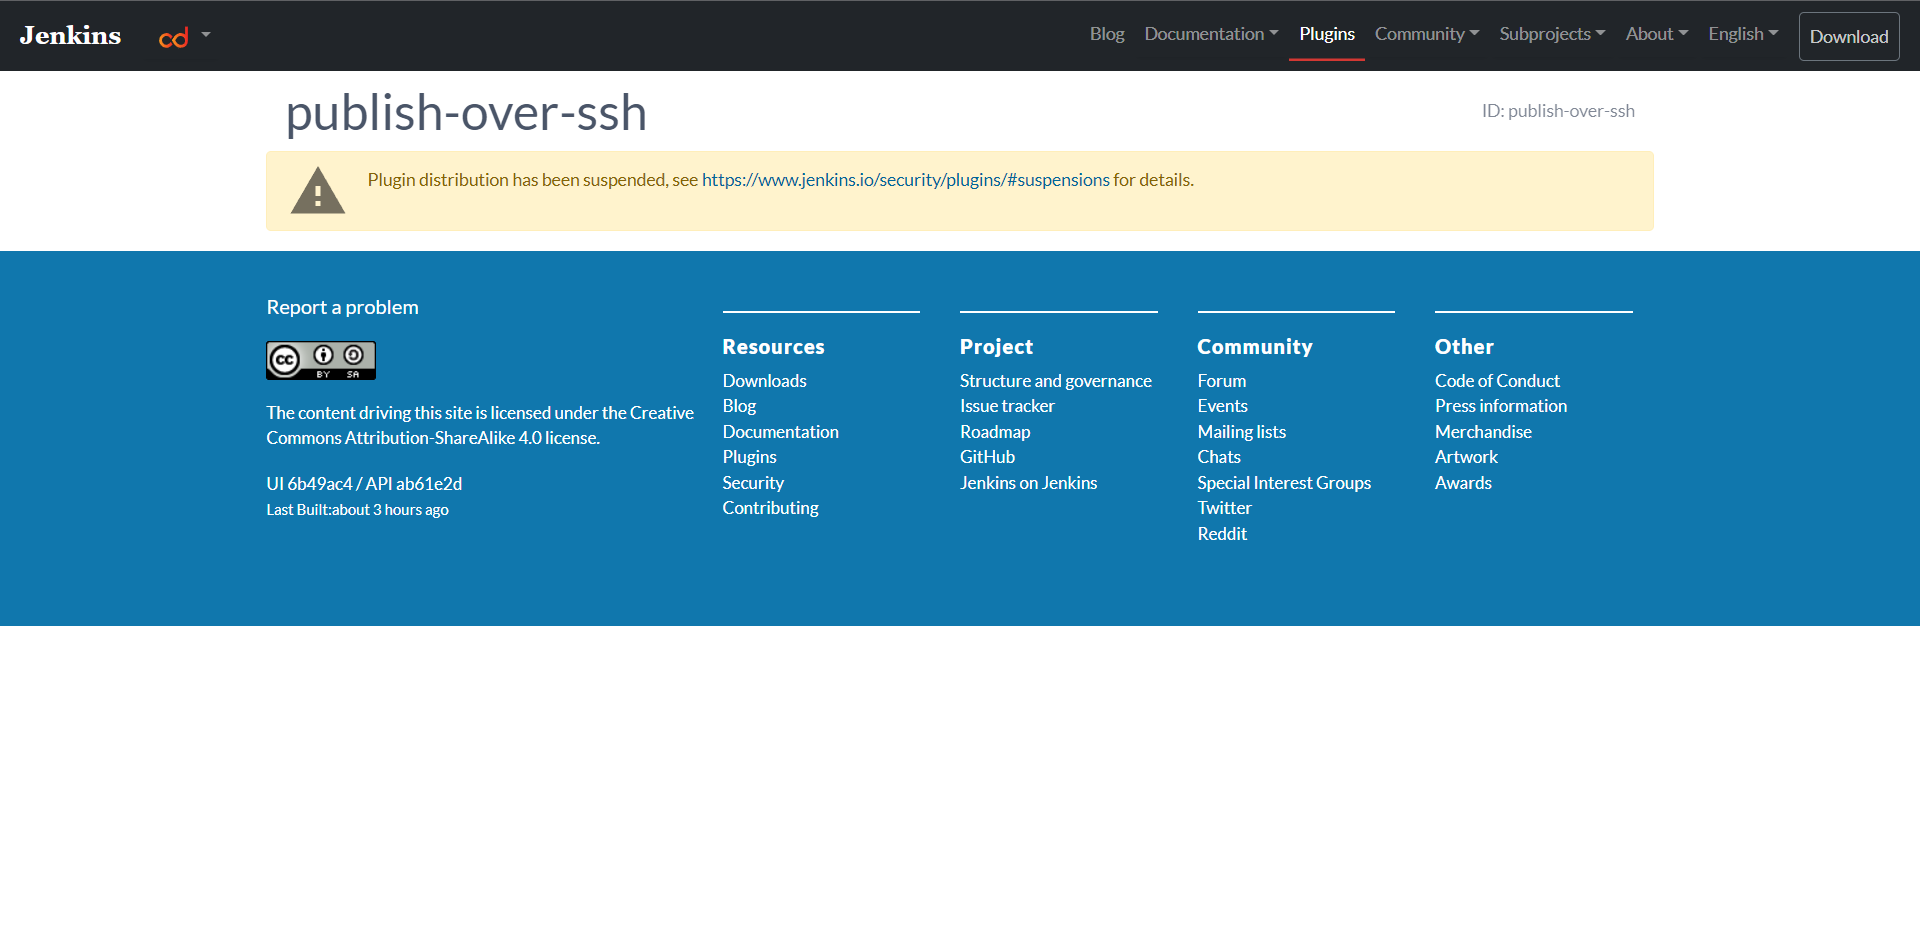 Jenkins
Blog Documentation Plugins Community Subprojects About English Download
publish-over-ssh
ID: publish-over-ssh
Plugin distribution has been suspended, see https://www.jenkins.io/security/plugins/#suspensions for details.
Report a problem
CC BY SA
The content driving this site is licensed under the Creative
Commons Attribution-ShareAlike 4.0 license.
UI 6b49ac4 / API ab61e2d
Last Built:about 3 hours ago
Resources
Downloads
Blog
Documentation
Plugins
Security
Contributing
Project
Structure and governance
Issue tracker
Roadmap
GitHub
Jenkins on Jenkins
Community
Forum
Events
Mailing lists
Chats
Special Interest Groups
Twitter
Reddit
Other
Code of Conduct
Press information
Merchandise
Artwork
Awards